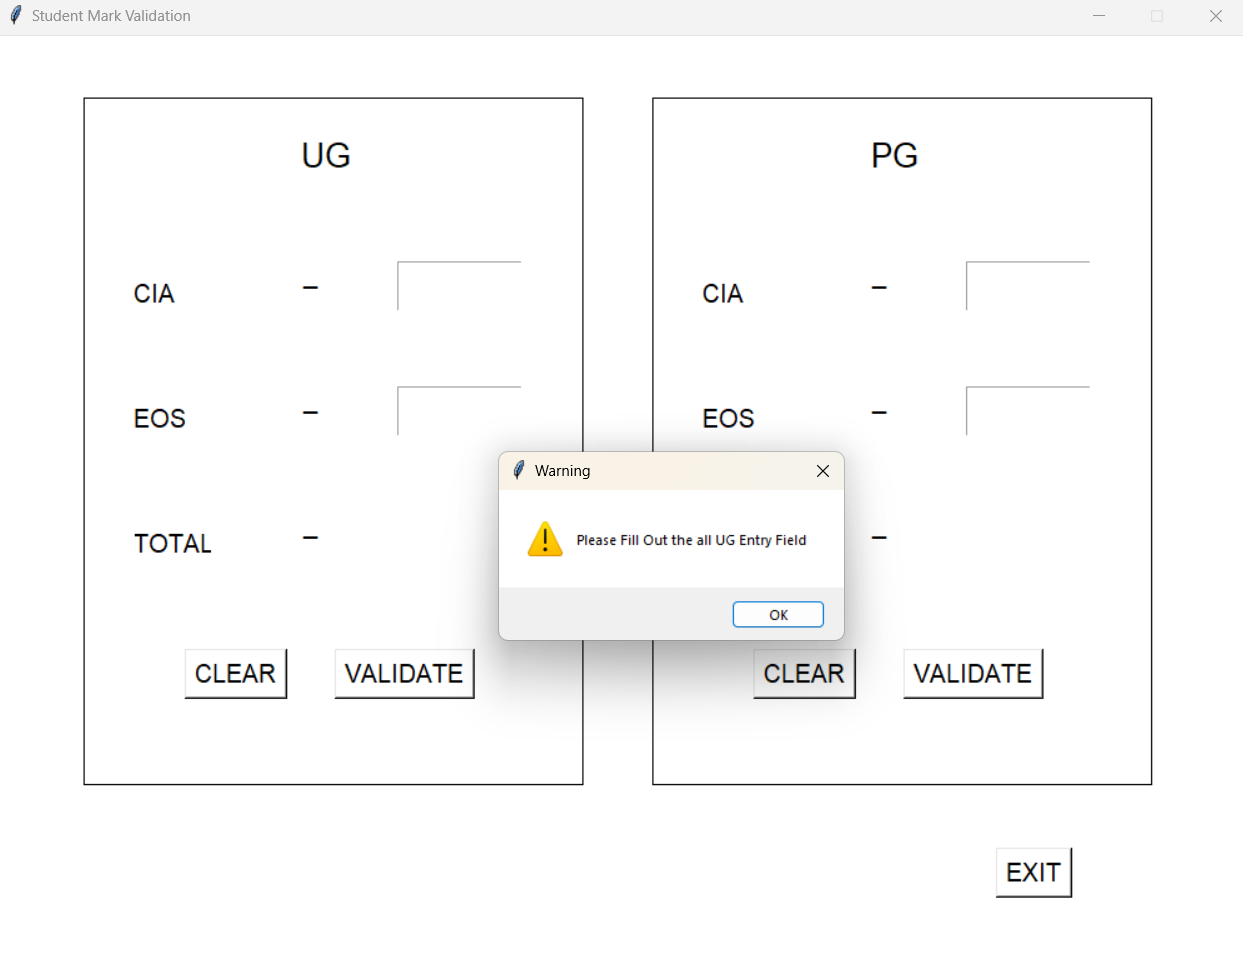 Student Mark Validation
UG
CIA –
EOS –
TOTAL –
CLEAR VALIDATE
PG
CIA –
EOS –
–
CLEAR VALIDATE
Warning
Please Fill Out the all UG Entry Field
OK
EXIT